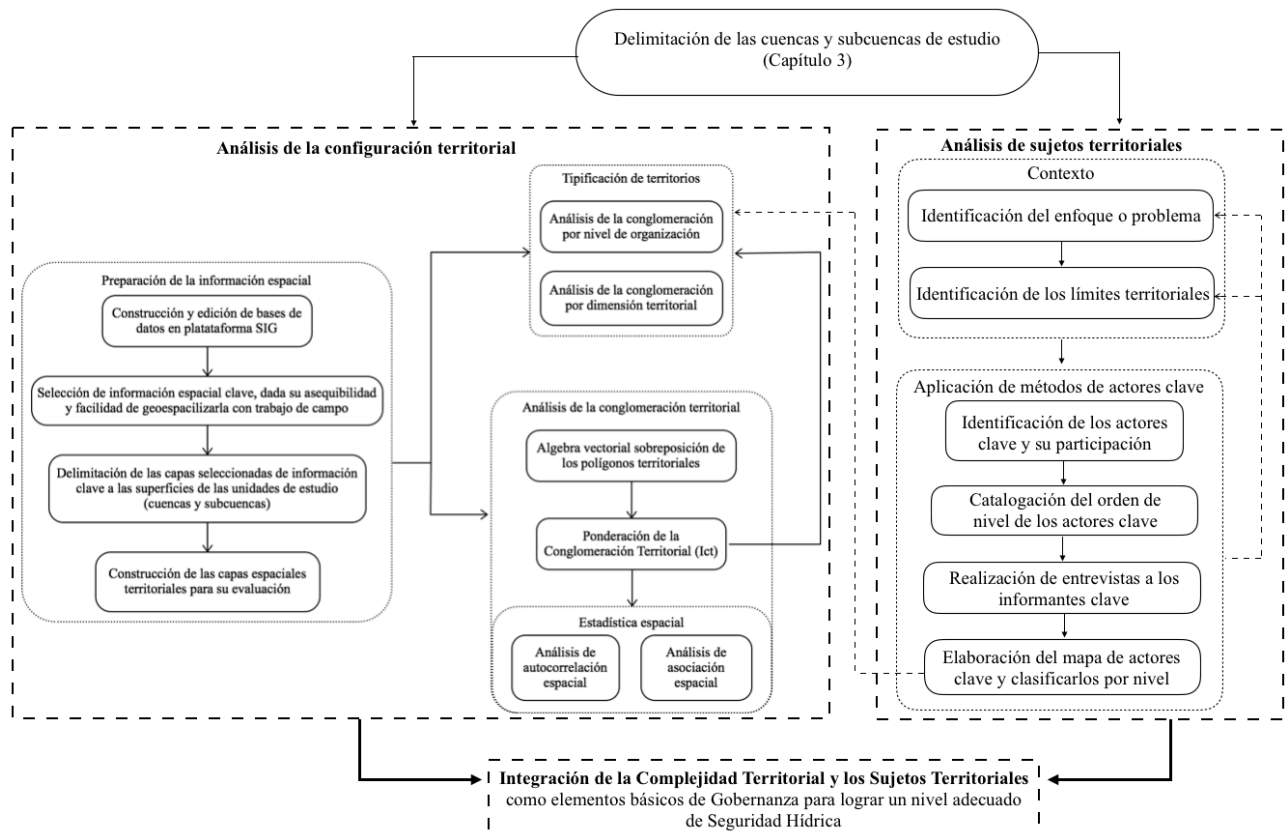 Delimitación de las cuencas y subcuencas de estudio
(Capítulo 3)
Análisis de la configuración territorial
Preparación de la información espacial
Construcción y edición de bases de
datos en platataforma SIG
Selección de información espacial clave, dada su asequibilidad
y facilidad de geoespacilizarla con trabajo de campo
Delimitación de las capas seleccionadas de información
clave a las superficies de las unidades de estudio
(cuencas y subcuencas)
Construcción de las capas espaciales
territoriales para su evaluación
Tipificación de territorios
Análisis de la conglomeración
por nivel de organización
Análisis de la conglomeración
por dimensión territorial
Análisis de la conglomeración territorial
Algebra vectorial sobreposición de
los polígonos territoriales
Ponderación de la
Conglomeración Territorial (Ict)
Estadística espacial
Análisis de
autocorrelación
espacial
Análisis de
asociación
espacial
Análisis de sujetos territoriales
Contexto
Identificación del enfoque o problema
Identificación de los límites territoriales
Aplicación de métodos de actores clave
Identificación de los actores
clave y su participación
Catalogación del orden de
nivel de los actores clave
Realización de entrevistas a los
informantes clave
Elaboración del mapa de actores
clave y clasificarlos por nivel
Integración de la Complejidad Territorial y los Sujetos Territoriales
como elementos básicos de Gobernanza para lograr un nivel adecuado
de Seguridad Hídrica